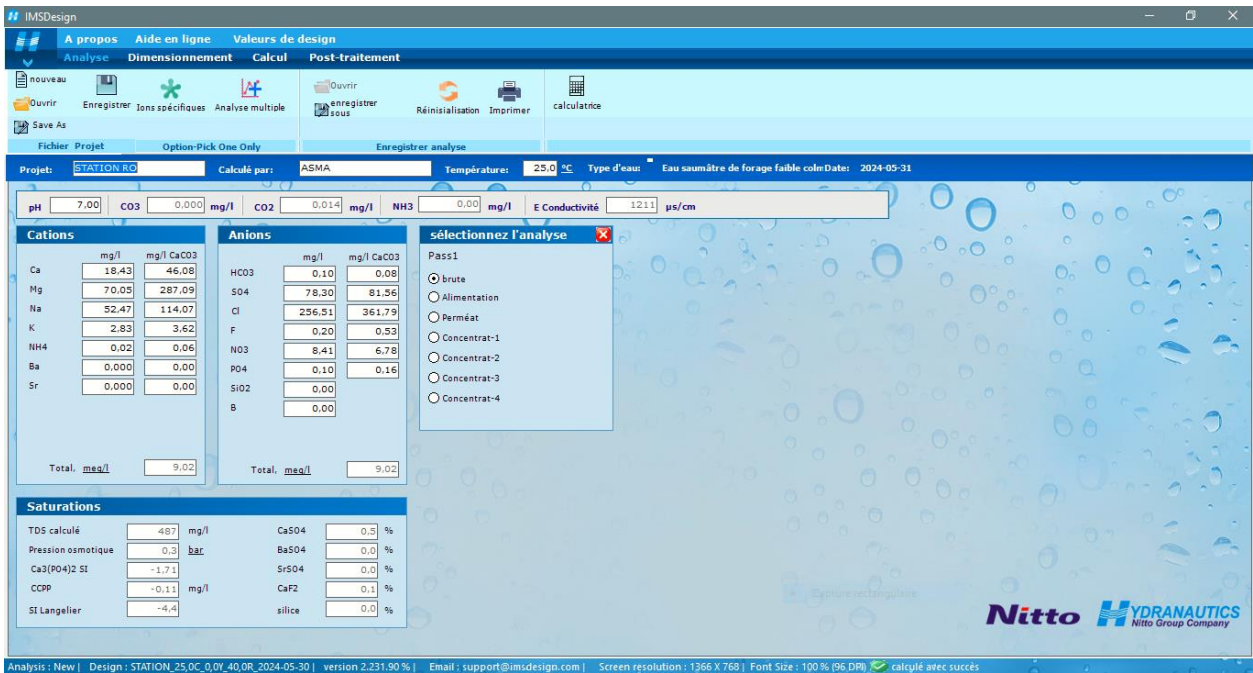 IMSDesign
A propos Aide en ligne Valeurs de design
Analyse Dimensionnement Calcul Post-traitement
nouveau
Ouvrir
Save As
Enregistrer
Ions spécifiques
Analyse multiple
Ouvrir
enregistrer
sous
Réinisialisation
Imprimer
calculatrice
Fichier Projet
Option-Pick One Only
Enregistrer analyse
Projet: STATION RO Calculé par: ASMA Température: 25,0 ºC Type d'eau: Eau saumâtre de forage faible colmDate: 2024-05-31
pH 7,00 CO3 0,000 mg/l CO2 0,014 mg/l NH3 0,00 mg/l E Conductivité 1211 µs/cm
Cations
mg/l mg/l CaCO3
Ca 18,43 46,08
Mg 70,05 287,09
Na 52,47 114,07
K 2,83 3,62
NH4 0,02 0,06
Ba 0,000 0,00
Sr 0,000 0,00
Total, meq/l 9,02
Anions
mg/l mg/l CaCO3
HCO3 0,10 0,08
SO4 78,30 81,56
Cl 256,51 361,79
F 0,20 0,53
NO3 8,41 6,78
PO4 0,10 0,16
SiO2 0,00
B 0,00
Total, meq/l 9,02
sélectionnez l'analyse X
Pass1
brute
Alimentation
Perméat
Concentrat-1
Concentrat-2
Concentrat-3
Concentrat-4
Saturations
TDS calculé 487 mg/l CaSO4 0,5 %
Pression osmotique 0,3 bar BaSO4 0,0 %
Ca3(PO4)2 SI -1,71 SrSO4 0,0 %
CCPP -0,11 mg/l CaF2 0,1 %
SI Langelier -4,4 silice 0,0 %
Capture rectangulaire
Nitto HYDRANAUTICS
Nitto Group Company
Analysis : New | Design : STATION_25,0C_0,0Y_40,0R_2024-05-30 | version 2.231.90 % | Email : support@imsdesign.com | Screen resolution : 1366 X 768 | Font Size : 100 % (96 DPI) calculé avec succès